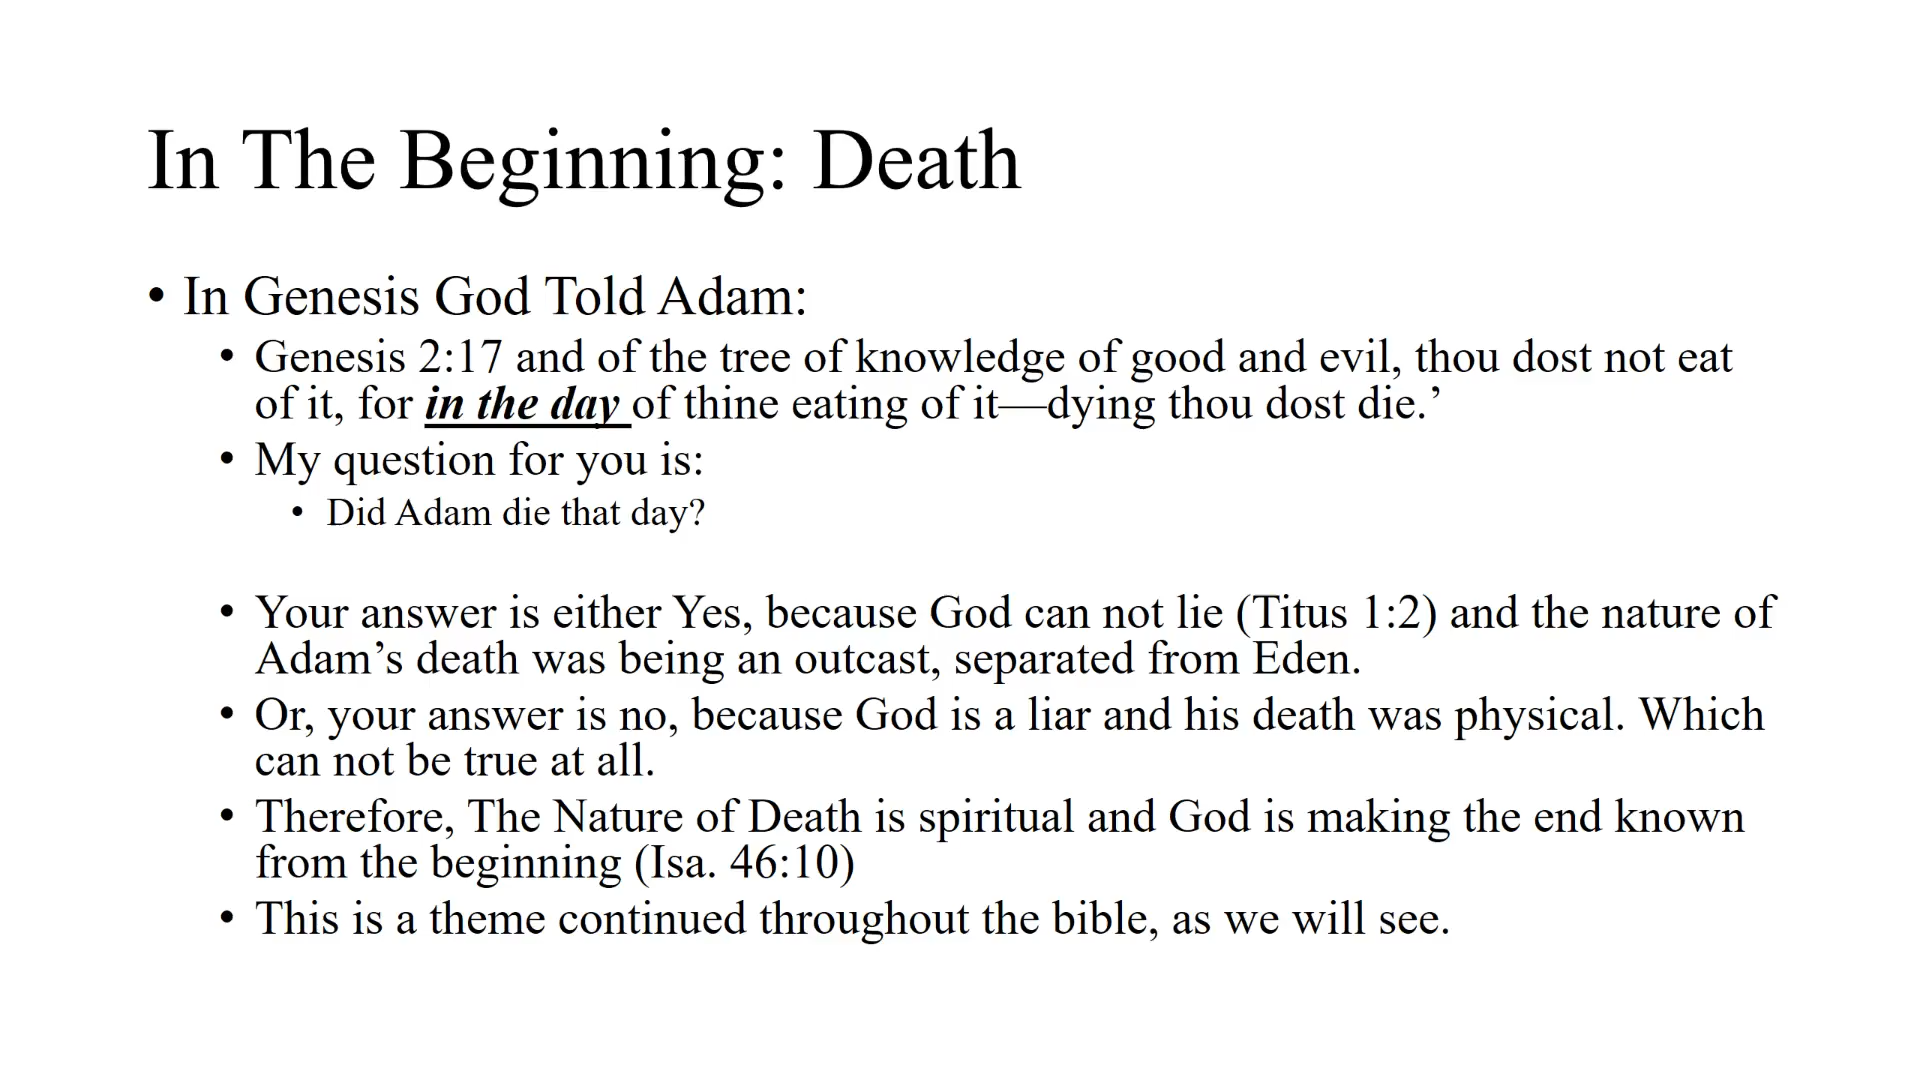 In The Beginning: Death
• In Genesis God Told Adam:
• Genesis 2:17 and of the tree of knowledge of good and evil, thou dost not eat
of it, for in the day of thine eating of it—dying thou dost die.’
• My question for you is:
• Did Adam die that day?
• Your answer is either Yes, because God can not lie (Titus 1:2) and the nature of
Adam’s death was being an outcast, separated from Eden.
• Or, your answer is no, because God is a liar and his death was physical. Which
can not be true at all.
• Therefore, The Nature of Death is spiritual and God is making the end known
from the beginning (Isa. 46:10)
• This is a theme continued throughout the bible, as we will see.